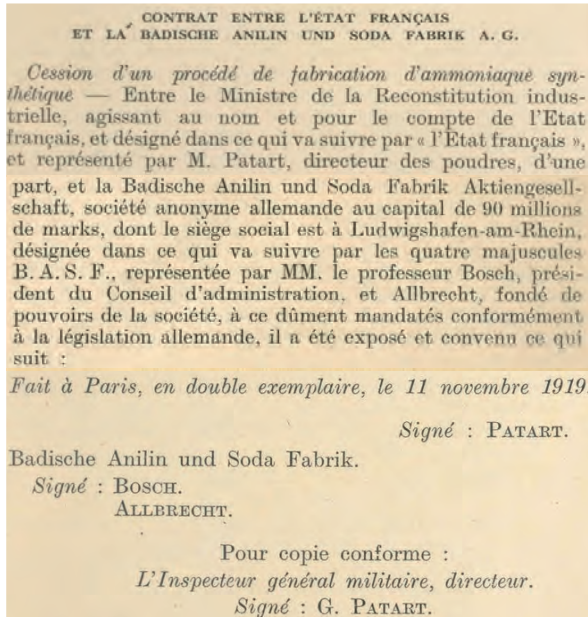 CONTRAT ENTRE L'ÉTAT FRANÇAIS
ET LA BADISCHE ANILIN UND SODA FABRIK A. G.
Cession d'un procédé de fabrication d'ammoniaque syn-
thétique — Entre le Ministre de la Reconstitution indus-
trielle, agissant au nom et pour le compte de l'Etat
français, et désigné dans ce qui va suivre par « l'Etat français »,
et représenté par M. Patart, directeur des poudres, d'une
part, et la Badische Anilin und Soda Fabrik Aktiengesell-
schaft, société anonyme allemande au capital de 90 millions
de marks, dont le siège social est à Ludwigshafen-am-Rhein,
désignée dans ce qui va suivre par les quatre majuscules
B. A. S. F., représentée par MM. le professeur Bosch, prési-
dent du Conseil d'administration, et Allbrecht, fondé de
pouvoirs de la société, à ce dûment mandatés conformément
à la législation allemande, il a été exposé et convenu ce qui
suit :
Fait à Paris, en double exemplaire, le 11 novembre 1919.
Signé : PATART.
Badische Anilin und Soda Fabrik.
Signé : BOSCH.
ALLBRECHT.
Pour copie conforme :
L'Inspecteur général militaire, directeur.
Signé : G. PATART.